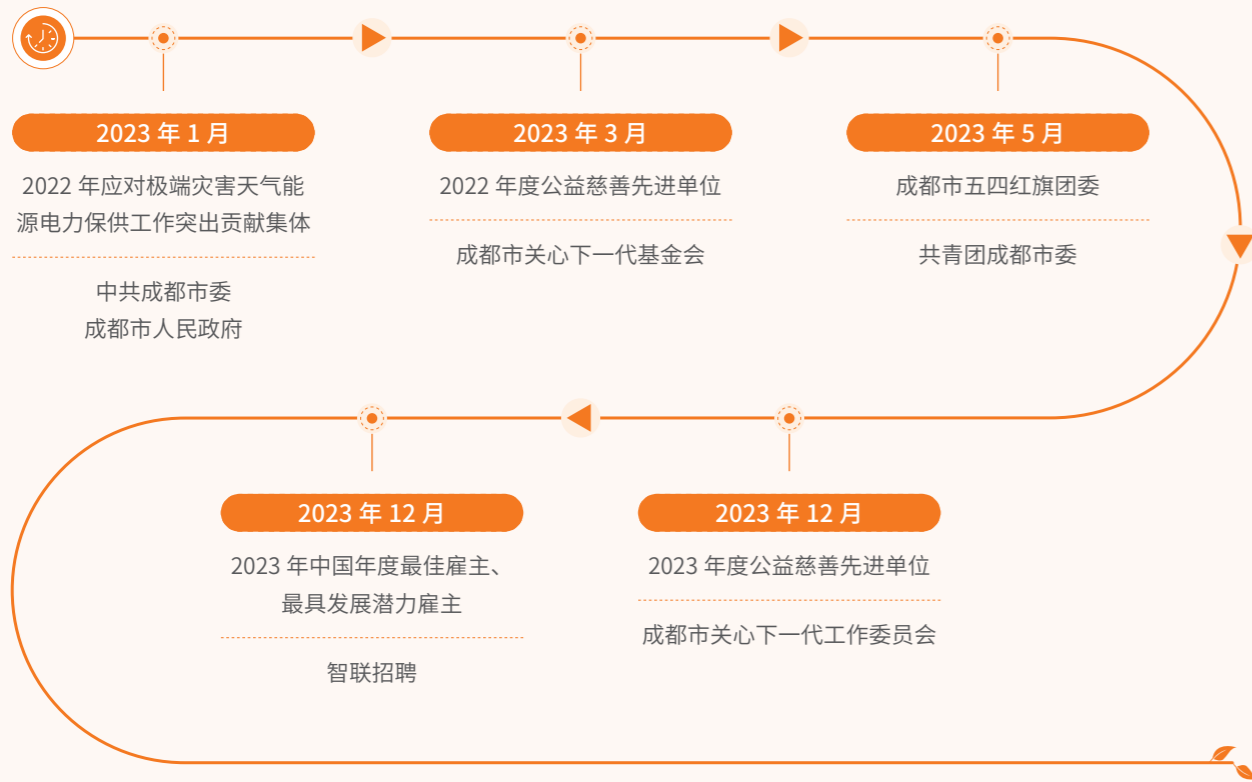 2023 年 1 月
2022 年应对极端灾害天气能
源电力保供工作突出贡献集体
中共成都市委
成都市人民政府
2023 年 3 月
2022 年度公益慈善先进单位
成都市关心下一代基金会
2023 年 5 月
成都市五四红旗团委
共青团成都市委
2023 年 12 月
2023 年度公益慈善先进单位
成都市关心下一代工作委员会
2023 年 12 月
2023 年中国年度最佳雇主、
最具发展潜力雇主
智联招聘